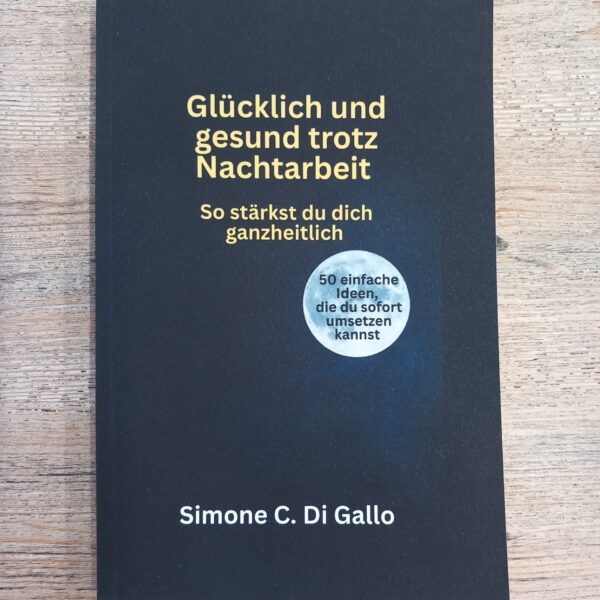 Glücklich und
gesund trotz
Nachtarbeit
So stärkst du dich
ganzheitlich
50 einfache
Ideen,
die du sofort
umsetzen
kannst
Simone C. Di Gallo